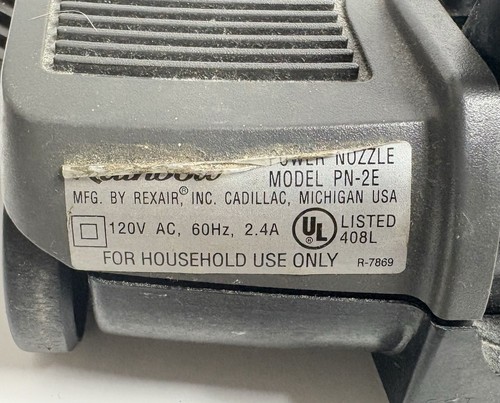 Rainbow POWER NOZZLE
MODEL PN-2E
MFG. BY REXAIR® INC. CADILLAC, MICHIGAN USA
120V AC, 60Hz, 2.4A UL® LISTED
408L
FOR HOUSEHOLD USE ONLY R-7869